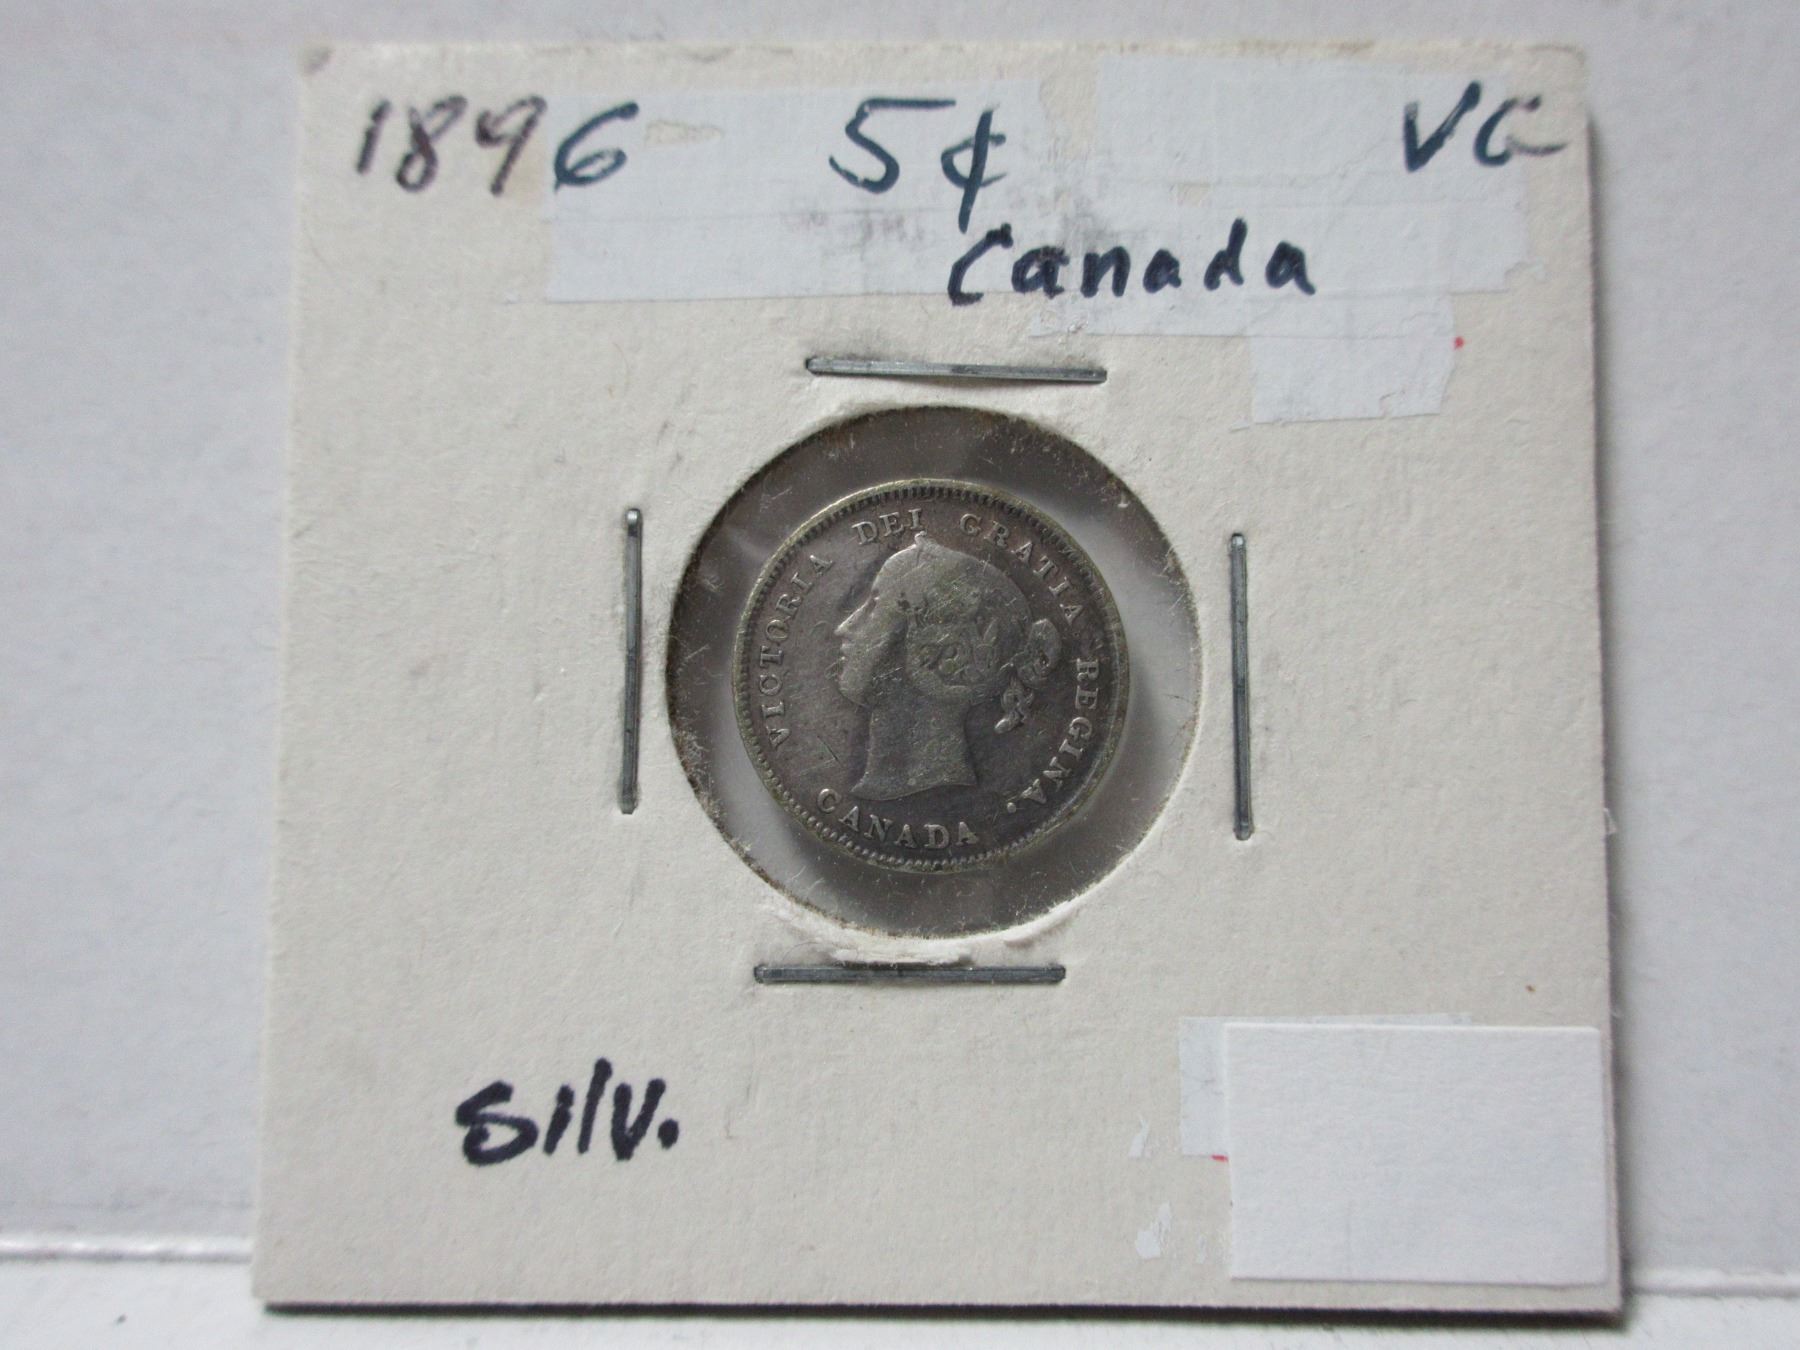 1896 5¢ VG
Canada
VICTORIA DEI GRATIA REGINA.
CANADA
silv.